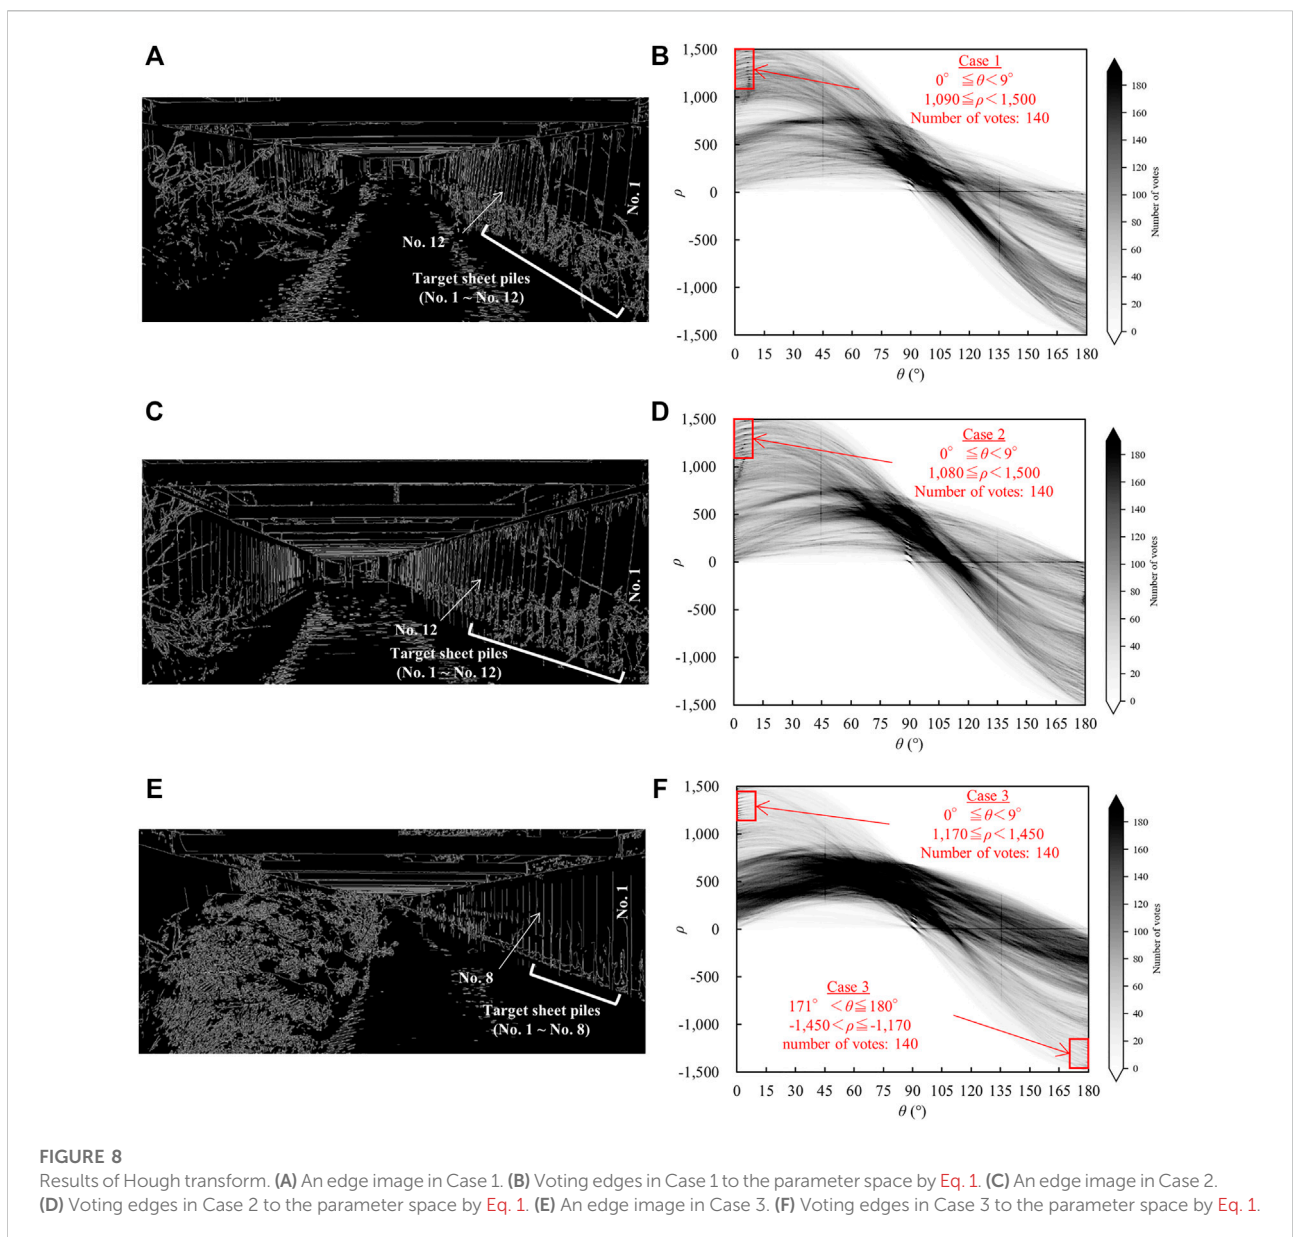 A
No. 1
No. 12
Target sheet piles
(No. 1 ~ No. 12)
B
1,500
1,000
500
0
-500
-1,000
-1,500
ρ
0 15 30 45 60 75 90 105 120 135 150 165 180
θ (°)
Case 1
0° ≦θ<9°
1,090≦ρ<1,500
Number of votes: 140
180
160
140
120
100
80
60
40
20
0
Number of votes
C
No. 1
No. 12
Target sheet piles
(No. 1 ~ No. 12)
D
1,500
1,000
500
0
-500
-1,000
-1,500
ρ
0 15 30 45 60 75 90 105 120 135 150 165 180
θ (°)
Case 2
0° ≦θ<9°
1,080≦ρ<1,500
Number of votes: 140
180
160
140
120
100
80
60
40
20
0
Number of votes
E
No. 1
No. 8
Target sheet piles
(No. 1 ~ No. 8)
F
1,500
1,000
500
0
-500
-1,000
-1,500
ρ
0 15 30 45 60 75 90 105 120 135 150 165 180
θ (°)
Case 3
0° ≦θ<9°
1,170≦ρ<1,450
Number of votes: 140
Case 3
171° <θ≦180°
-1,450<ρ≦-1,170
number of votes: 140
180
160
140
120
100
80
60
40
20
0
Number of votes
FIGURE 8
Results of Hough transform. (A) An edge image in Case 1. (B) Voting edges in Case 1 to the parameter space by Eq. 1. (C) An edge image in Case 2.
(D) Voting edges in Case 2 to the parameter space by Eq. 1. (E) An edge image in Case 3. (F) Voting edges in Case 3 to the parameter space by Eq. 1.